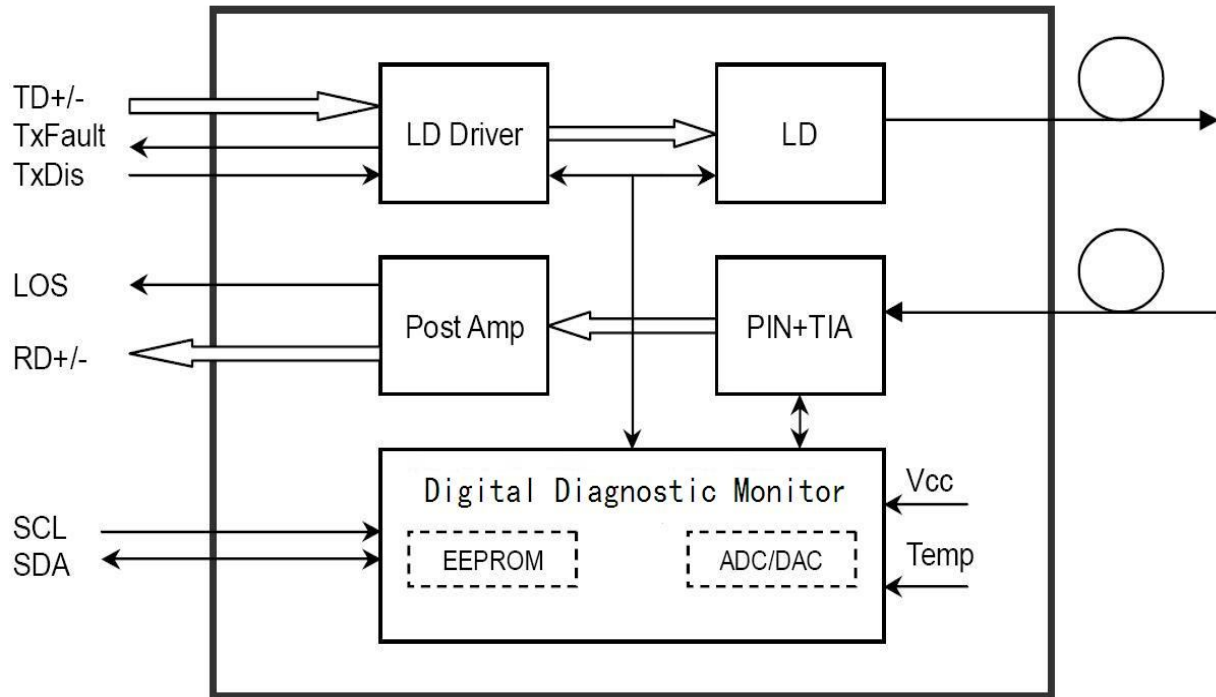 TD+/-
TxFault
TxDis
LD Driver
LD
LOS
RD+/-
Post Amp
PIN+TIA
Digital Diagnostic Monitor
EEPROM
ADC/DAC
Vcc
Temp
SCL
SDA